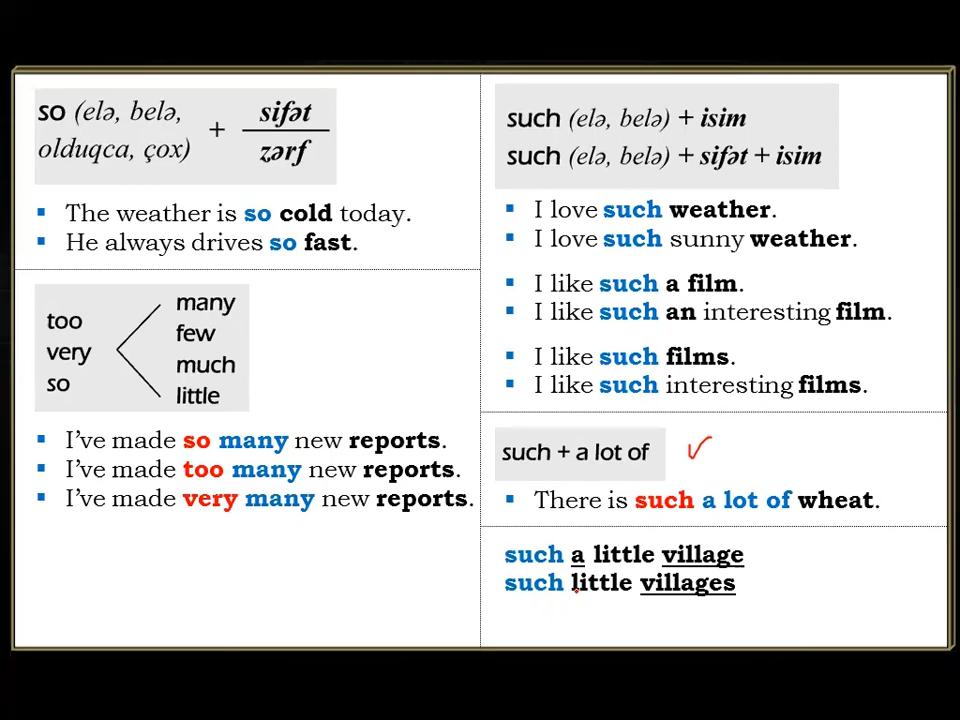 so (elə, belə,
olduqca, çox) + sifət
zərf
The weather is so cold today.
He always drives so fast.
too
very
so
many
few
much
little
I’ve made so many new reports.
I’ve made too many new reports.
I’ve made very many new reports.
such (elə, belə) + isim
such (elə, belə) + sifət + isim
I love such weather.
I love such sunny weather.
I like such a film.
I like such an interesting film.
I like such films.
I like such interesting films.
such + a lot of
There is such a lot of wheat.
such a little village
such little villages